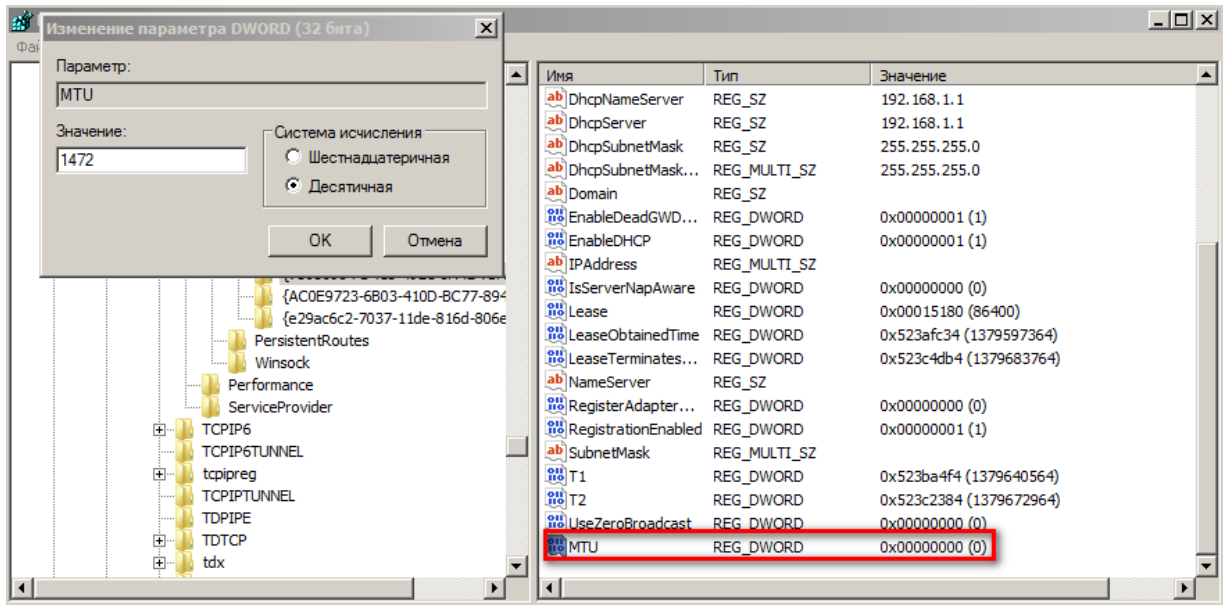 Изменение параметра DWORD (32 бита)
Фай
Параметр:
MTU
Значение:
1472
Система исчисления
Шестнадцатеричная
Десятичная
OK
Отмена
{AC0E9723-6B03-410D-BC77-894
{e29ac6c2-7037-11de-816d-806e
PersistentRoutes
Winsock
Performance
ServiceProvider
TCPIP6
TCPIP6TUNNEL
tcpipreg
TCPIPTUNNEL
TDPIPE
TDTCP
tdx
Имя Тип Значение
DhcpNameServer REG_SZ 192.168.1.1
DhcpServer REG_SZ 192.168.1.1
DhcpSubnetMask REG_SZ 255.255.255.0
DhcpSubnetMask... REG_MULTI_SZ 255.255.255.0
Domain REG_SZ
EnableDeadGWD... REG_DWORD 0x00000001 (1)
EnableDHCP REG_DWORD 0x00000001 (1)
IPAddress REG_MULTI_SZ
IsServerNapAware REG_DWORD 0x00000000 (0)
Lease REG_DWORD 0x00015180 (86400)
LeaseObtainedTime REG_DWORD 0x523afc34 (1379597364)
LeaseTerminates... REG_DWORD 0x523c4db4 (1379683764)
NameServer REG_SZ
RegisterAdapter... REG_DWORD 0x00000000 (0)
RegistrationEnabled REG_DWORD 0x00000001 (1)
SubnetMask REG_MULTI_SZ
T1 REG_DWORD 0x523ba4f4 (1379640564)
T2 REG_DWORD 0x523c2384 (1379672964)
UseZeroBroadcast REG_DWORD 0x00000000 (0)
MTU REG_DWORD 0x00000000 (0)